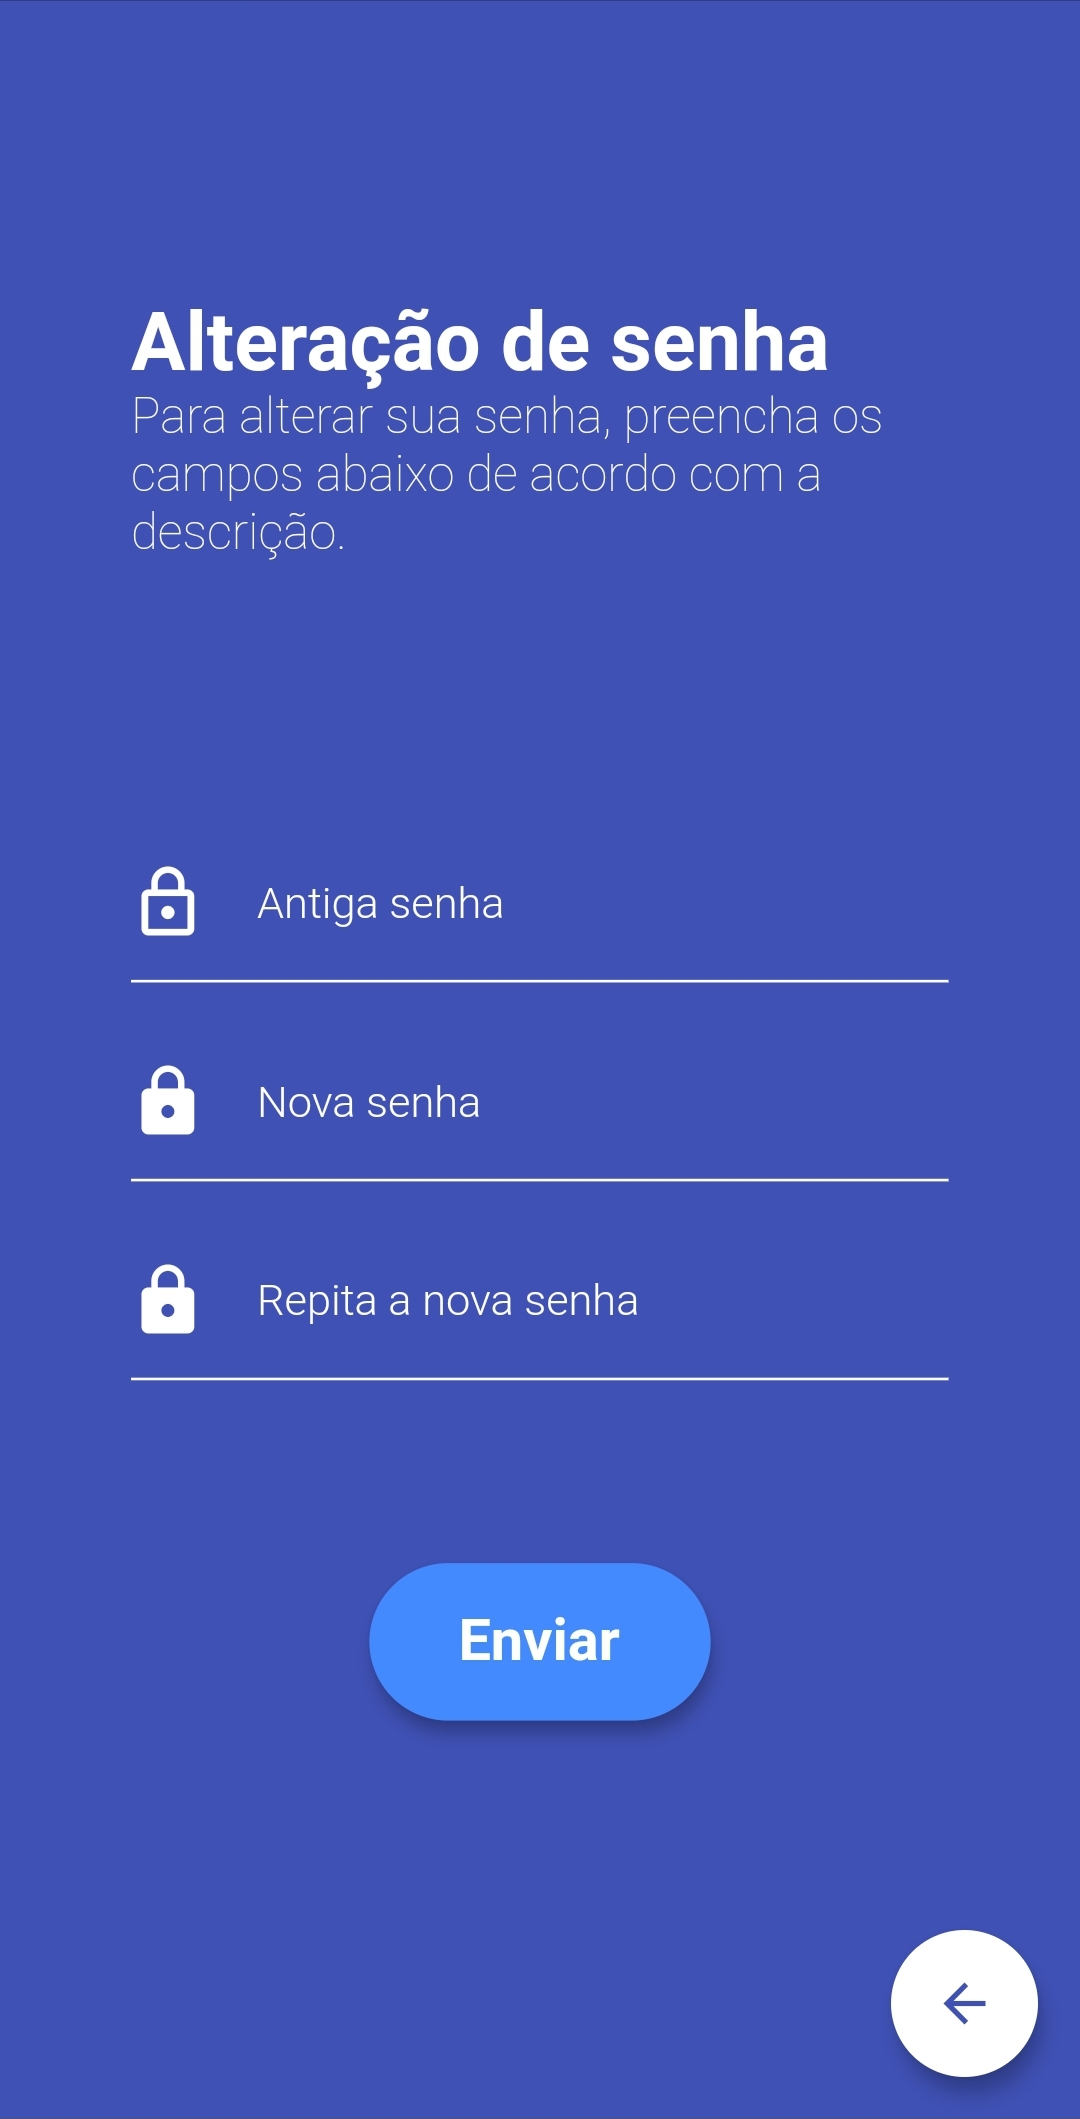 Alteração de senha
Para alterar sua senha, preencha os
campos abaixo de acordo com a
descrição.
Antiga senha
Nova senha
Repita a nova senha
Enviar